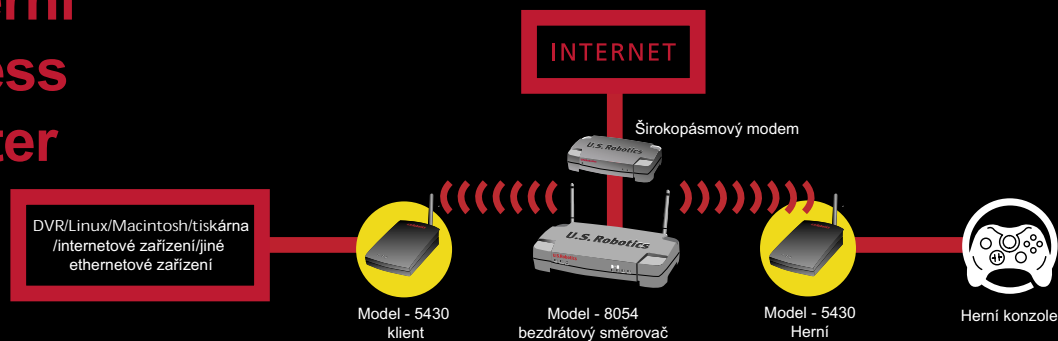 INTERNET
Širokopásmový modem
U.S. Robotics
DVR/Linux/Macintosh/tiskárna
/internetové zařízení/jiné
ethernetové zařízení
U.S. Robotics
Model - 5430
klient
Model - 8054
bezdrátový směrovač
Model - 5430
Herní
Herní konzole